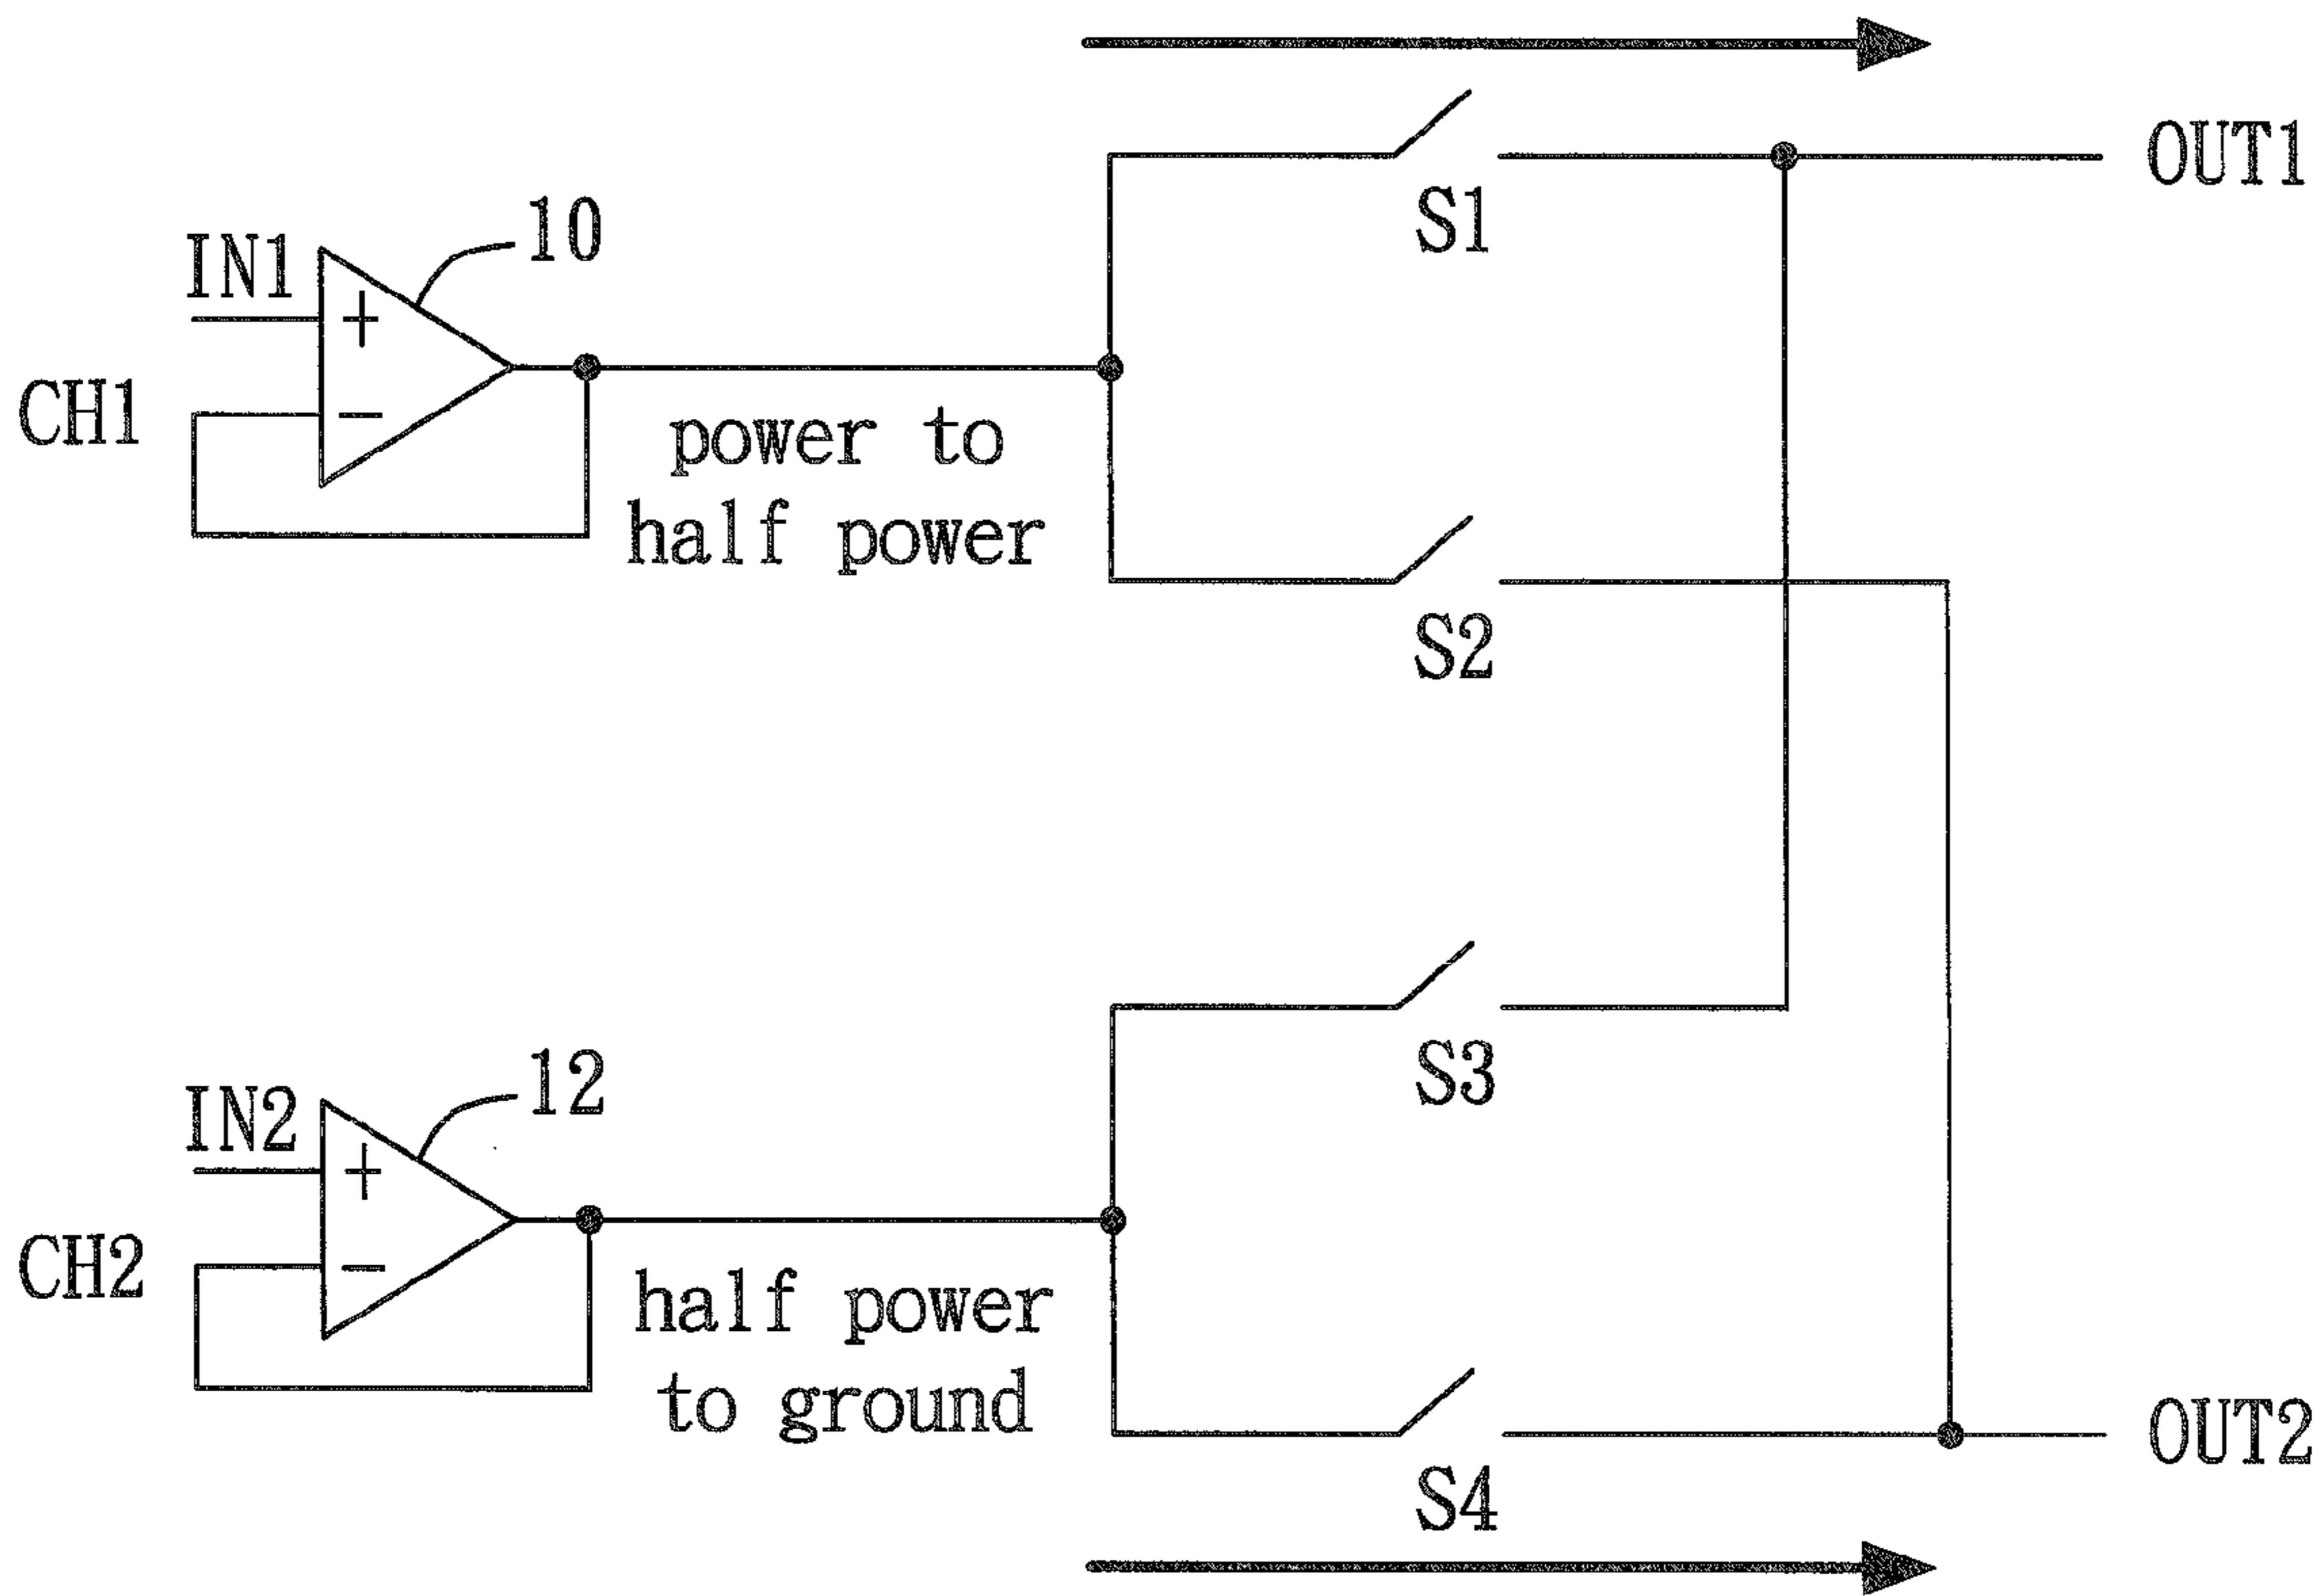 OUT1
S1
10
IN1
+
CH1
−
power to
half power
S2
S3
12
IN2
+
CH2
−
half power
to ground
OUT2
S4